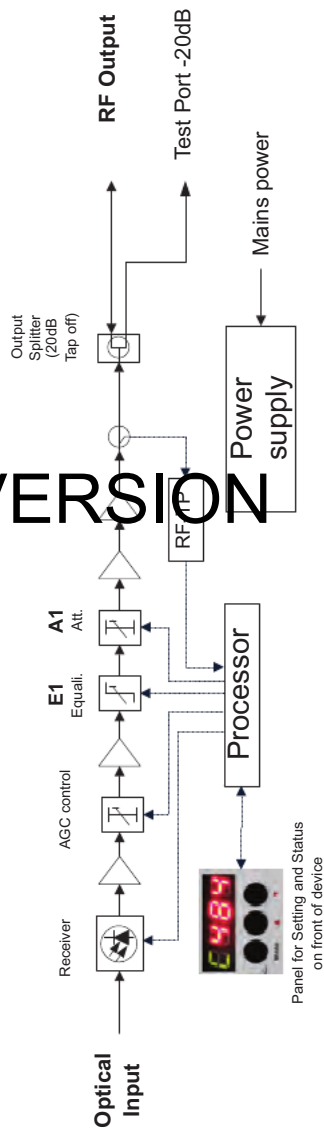 Optical
Input
Receiver
AGC control
E1
Equali.
A1
Att.
Output
Splitter
(20dB
Tap off)
RF Output
Test Port -20dB
VERSION
RF TP
Processor
Power
supply
Mains power
Panel for Setting and Status
on front of device